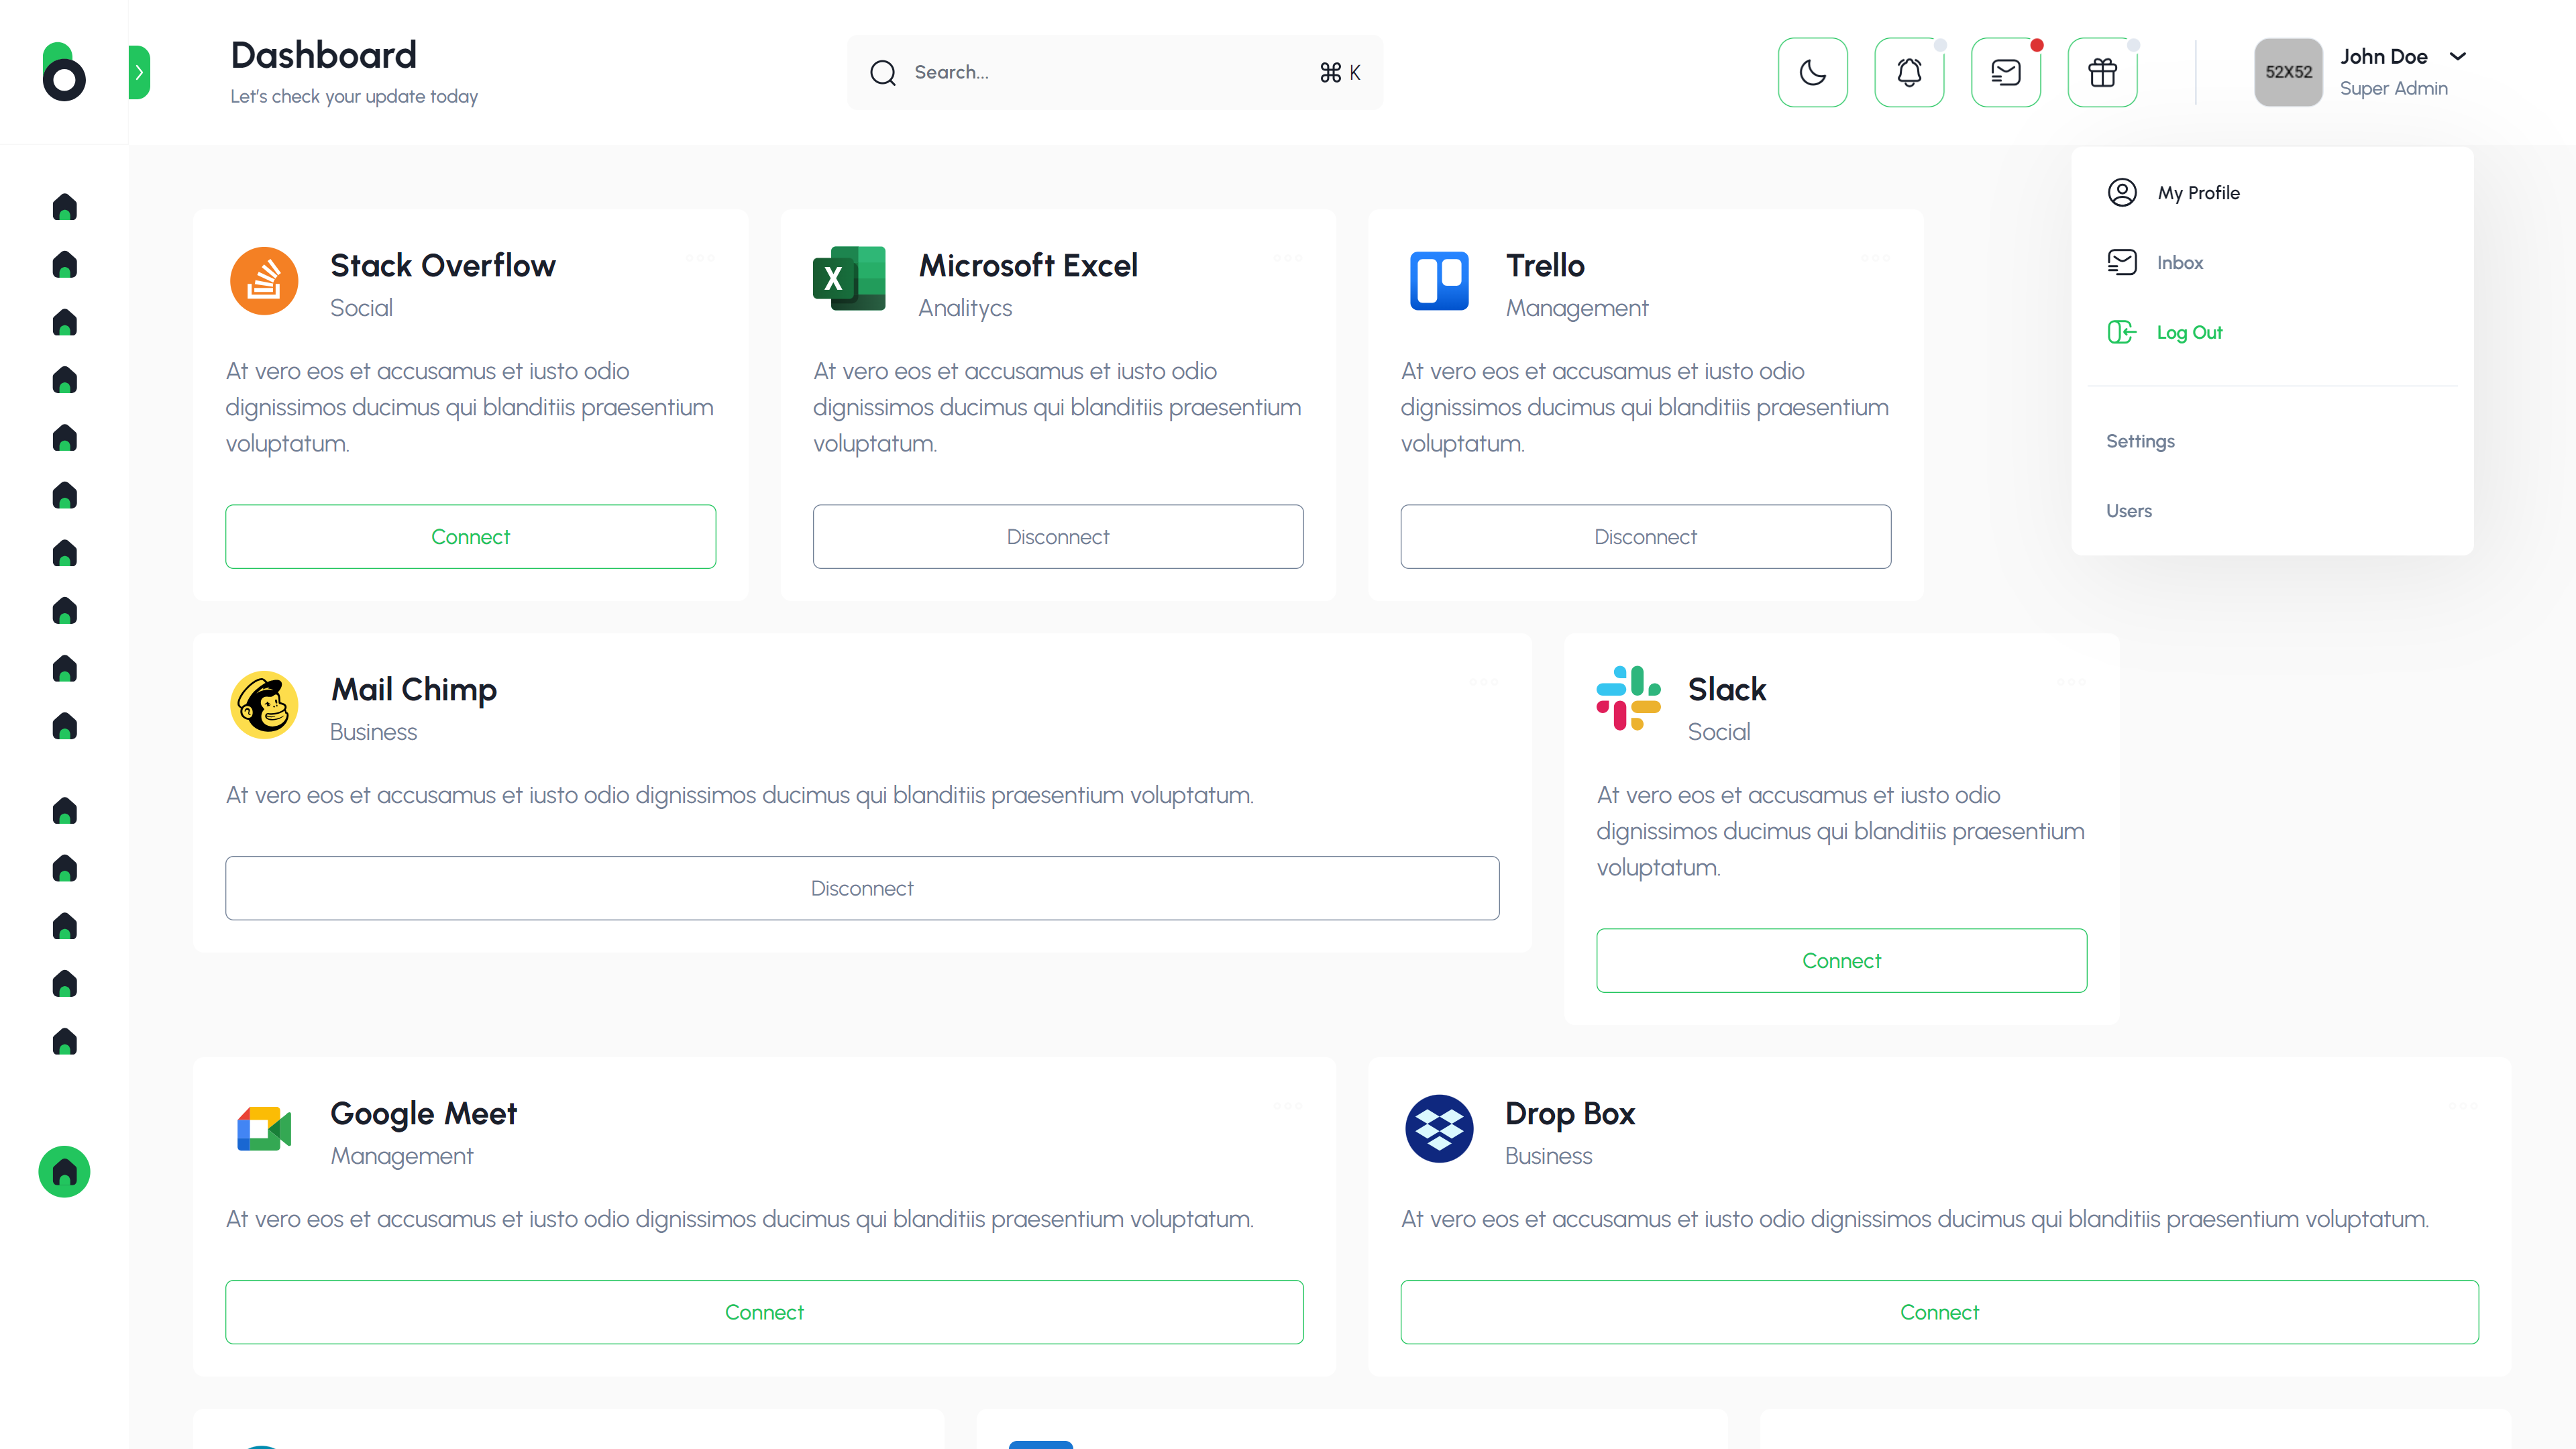 Dashboard
Let's check your update today
Search...
⌘ K
52X52
John Doe
Super Admin
My Profile
Inbox
Log Out
Settings
Users
Stack Overflow
Social
At vero eos et accusamus et iusto odio
dignissimos ducimus qui blanditiis praesentium
voluptatum.
Connect
Microsoft Excel
Analitycs
At vero eos et accusamus et iusto odio
dignissimos ducimus qui blanditiis praesentium
voluptatum.
Disconnect
Trello
Management
At vero eos et accusamus et iusto odio
dignissimos ducimus qui blanditiis praesentium
voluptatum.
Disconnect
Mail Chimp
Business
At vero eos et accusamus et iusto odio dignissimos ducimus qui blanditiis praesentium voluptatum.
Disconnect
Slack
Social
At vero eos et accusamus et iusto odio
dignissimos ducimus qui blanditiis praesentium
voluptatum.
Connect
Google Meet
Management
At vero eos et accusamus et iusto odio dignissimos ducimus qui blanditiis praesentium voluptatum.
Connect
Drop Box
Business
At vero eos et accusamus et iusto odio dignissimos ducimus qui blanditiis praesentium voluptatum.
Connect